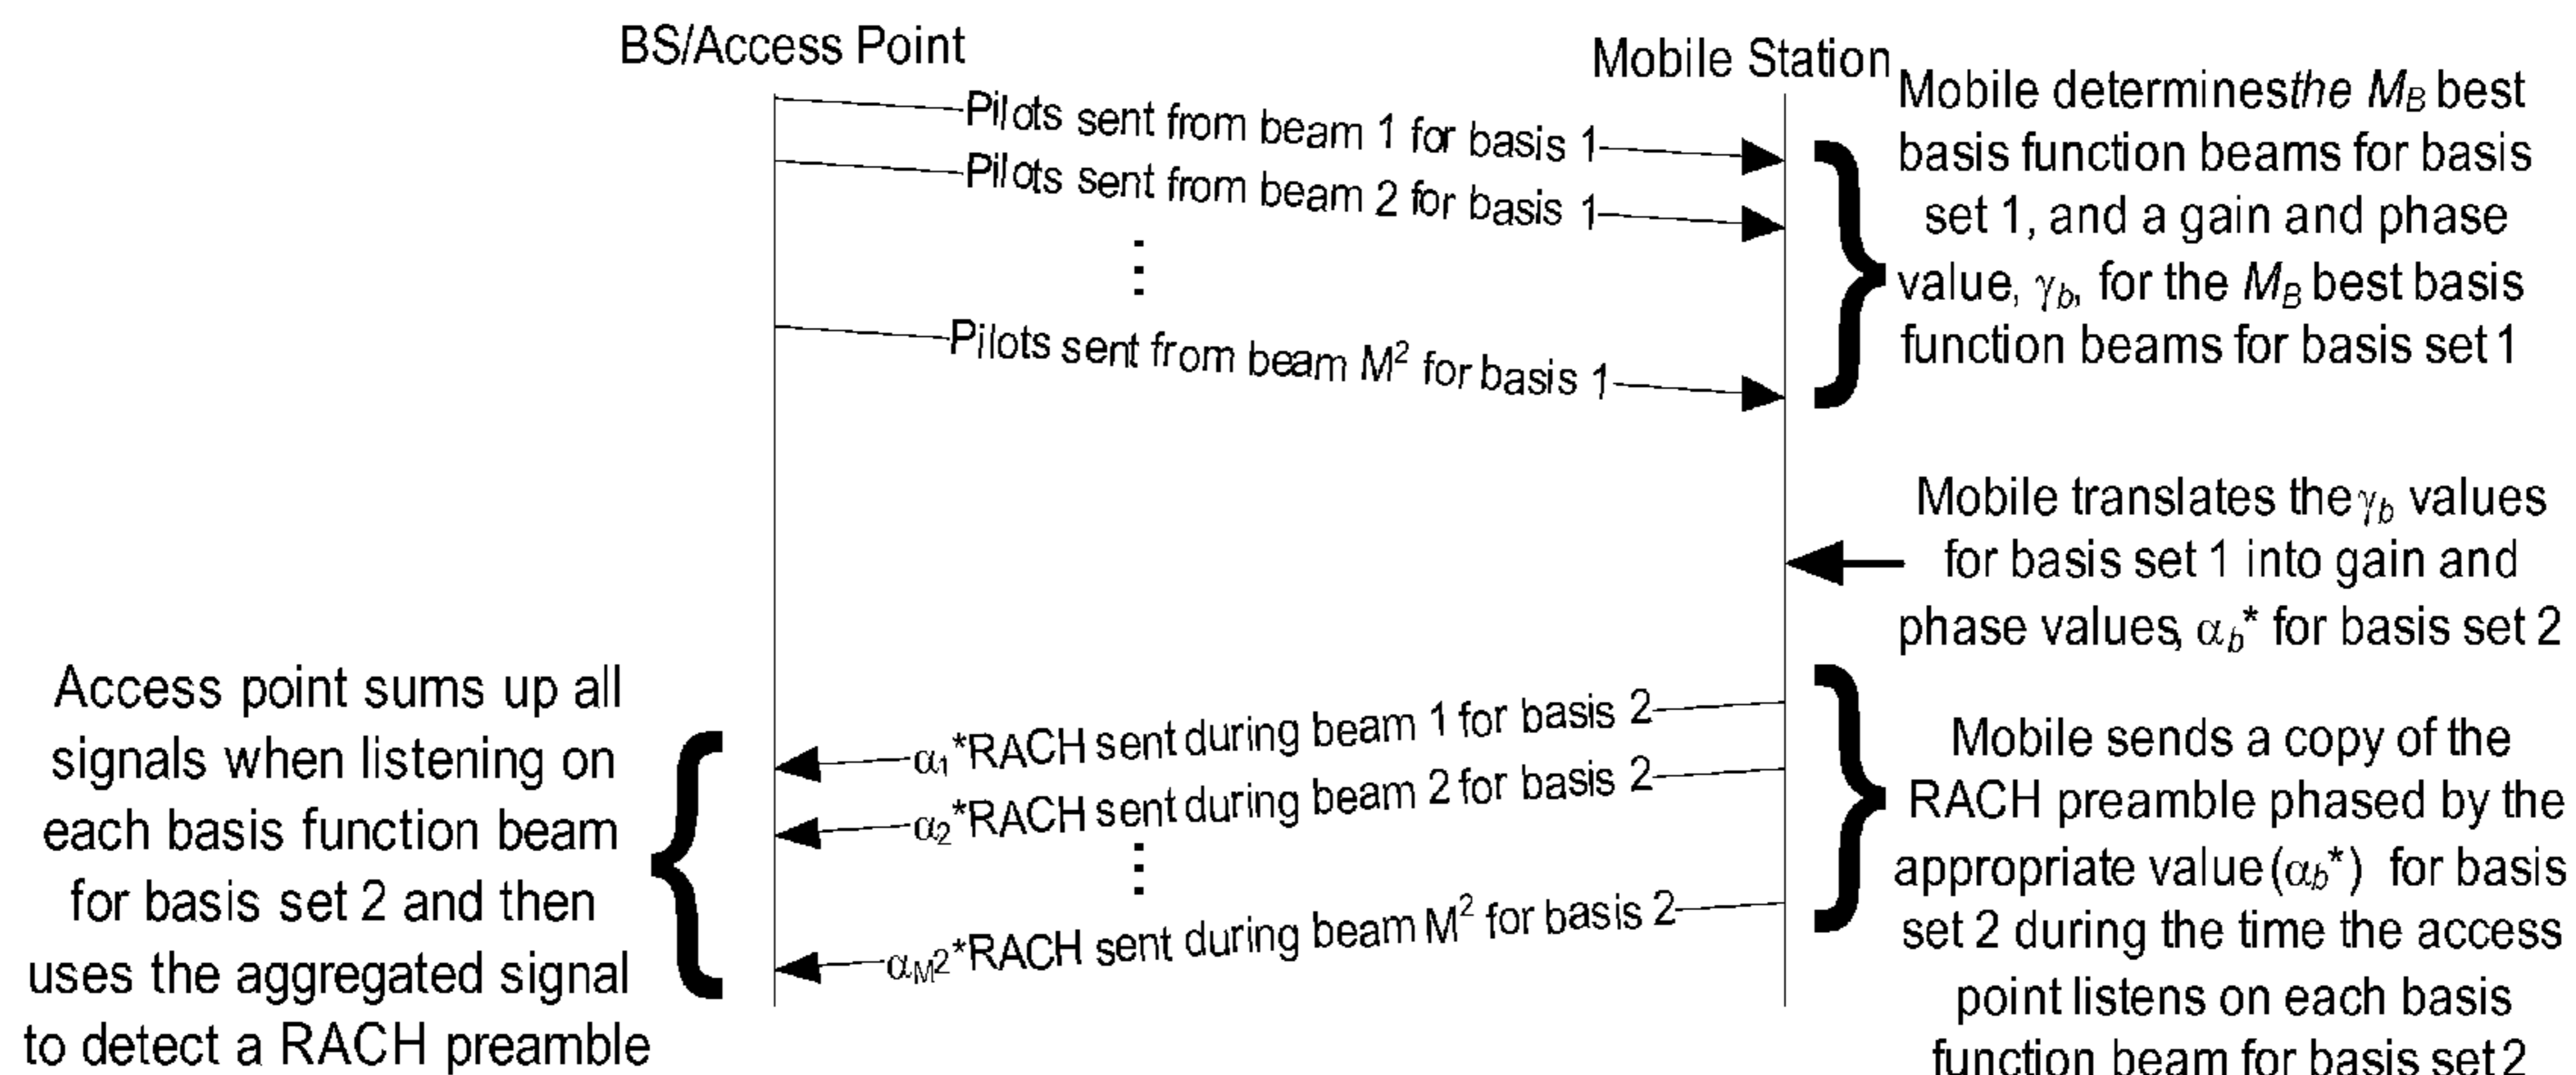 BS/Access Point
Mobile Station
Pilots sent from beam 1 for basis 1
Pilots sent from beam 2 for basis 1
Pilots sent from beam M² for basis 1
Mobile determines the M_B best
basis function beams for basis
set 1, and a gain and phase
value, γ_b, for the M_B best basis
function beams for basis set 1
Mobile translates the γ_b values
for basis set 1 into gain and
phase values, α_b* for basis set 2
α₁*RACH sent during beam 1 for basis 2
α₂*RACH sent during beam 2 for basis 2
α_M2*RACH sent during beam M² for basis 2
Access point sums up all
signals when listening on
each basis function beam
for basis set 2 and then
uses the aggregated signal
to detect a RACH preamble
Mobile sends a copy of the
RACH preamble phased by the
appropriate value (α_b*) for basis
set 2 during the time the access
point listens on each basis
function beam for basis set 2